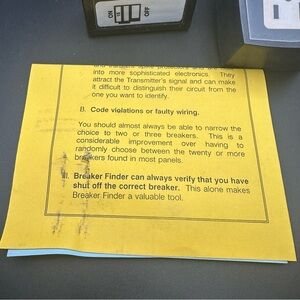 ON
OFF
into more sophisticated electronics. They
attract the Transmitter's signal and can make
it difficult to distinguish their circuit from the
one you want to identify.
B. Code violations or faulty wiring.
You should almost always be able to narrow the
choice to two or three breakers. This is a
considerable improvement over having to
randomly choose between the twenty or more
breakers found in most panels.
III. Breaker Finder can always verify that you have
shut off the correct breaker. This alone makes
Breaker Finder a valuable tool.